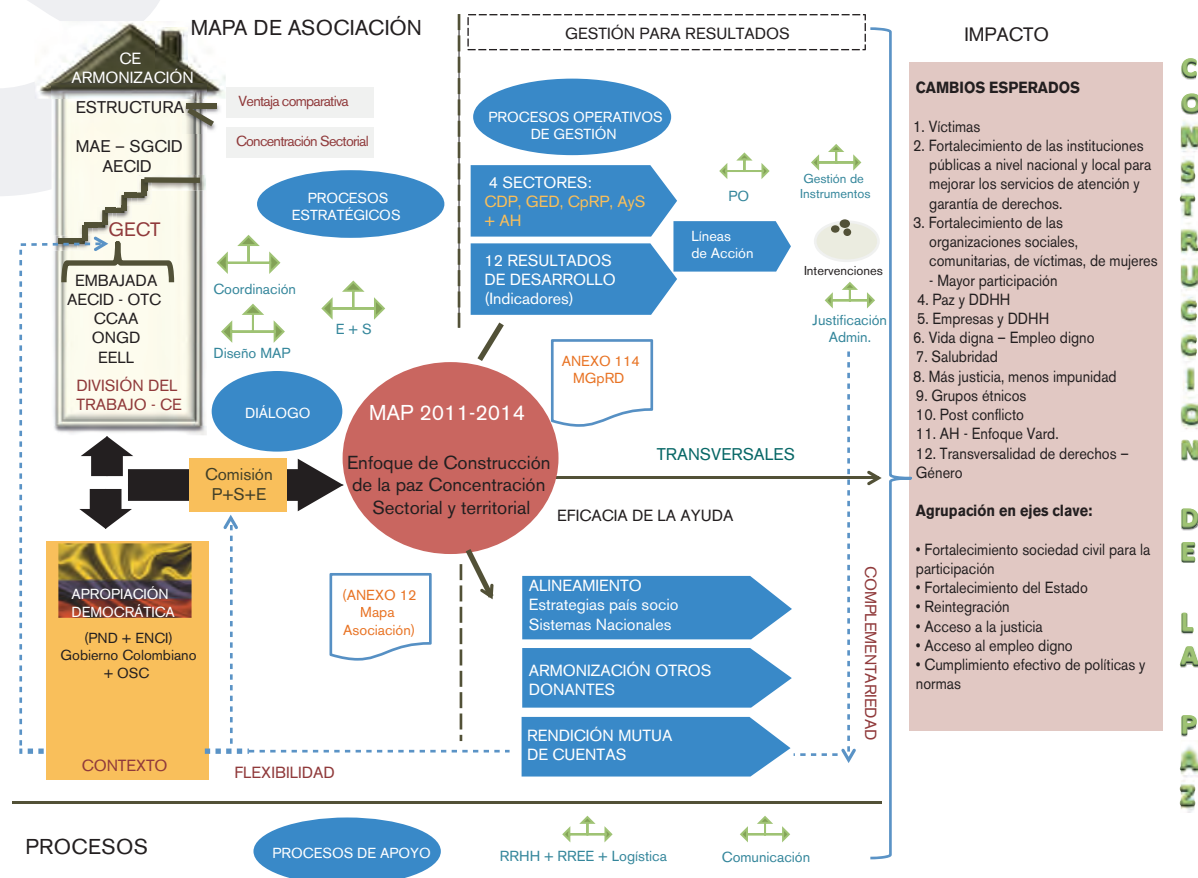 MAPA DE ASOCIACIÓN
CE
ARMONIZACIÓN
ESTRUCTURA
Ventaja comparativa
Concentración Sectorial
MAE – SGCID
AECID
GECT
EMBAJADA
AECID - OTC
CCAA
ONGD
EELL
DIVISIÓN DEL
TRABAJO - CE
PROCESOS
ESTRATÉGICOS
Coordinación
E + S
Diseño MAP
DIÁLOGO
Comisión
P+S+E
APROPIACIÓN
DEMOCRÁTICA
(PND + ENCI)
Gobierno Colombiano
+ OSC
CONTEXTO
FLEXIBILIDAD
MAP 2011-2014
Enfoque de Construcción
de la paz Concentración
Sectorial y territorial
(ANEXO 12
Mapa
Asociación)
GESTIÓN PARA RESULTADOS
PROCESOS OPERATIVOS
DE GESTIÓN
4 SECTORES:
CDP, GED, CpRP, AyS
+ AH
12 RESULTADOS
DE DESARROLLO
(Indicadores)
Líneas
de Acción
PO
Gestión de
Instrumentos
Intervenciones
Justificación
Admin.
ANEXO 114
MGpRD
TRANSVERSALES
EFICACIA DE LA AYUDA
ALINEAMIENTO
Estrategias país socio
Sistemas Nacionales
ARMONIZACIÓN OTROS
DONANTES
RENDICIÓN MUTUA
DE CUENTAS
COMPLEMENTARIEDAD
IMPACTO
CAMBIOS ESPERADOS
1. Víctimas
2. Fortalecimiento de las instituciones
públicas a nivel nacional y local para
mejorar los servicios de atención y
garantía de derechos.
3. Fortalecimiento de las
organizaciones sociales,
comunitarias, de víctimas, de mujeres
- Mayor participación
4. Paz y DDHH
5. Empresas y DDHH
6. Vida digna – Empleo digno
7. Salubridad
8. Más justicia, menos impunidad
9. Grupos étnicos
10. Post conflicto
11. AH - Enfoque Vard.
12. Transversalidad de derechos –
Género
Agrupación en ejes clave:
• Fortalecimiento sociedad civil para la
participación
• Fortalecimiento del Estado
• Reintegración
• Acceso a la justicia
• Acceso al empleo digno
• Cumplimiento efectivo de políticas y
normas
CONSTRUCCION DE LA PAZ
PROCESOS
PROCESOS DE APOYO
RRHH + RREE + Logística
Comunicación